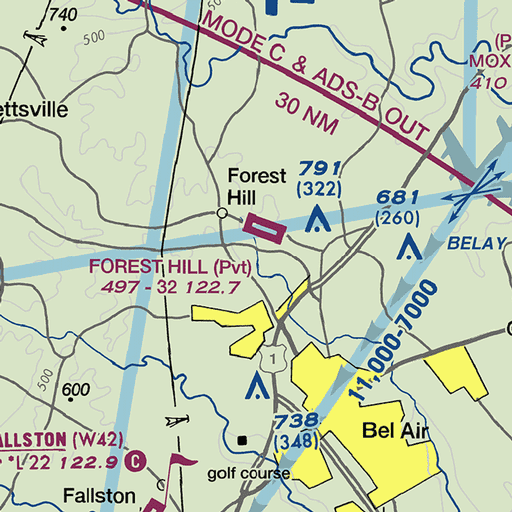 740
500
MODE C & ADS-B OUT
30 NM
(P
MOX
410
ettsville
Forest
Hill
791
(322)
681
(260)
BELAY
FOREST HILL (Pvt)
497 - 32 122.7
11,000-7000
1
500
600
738
(348)
Bel Air
ALLSTON (W42)
*L 22 122.9 C
golf course
Fallston